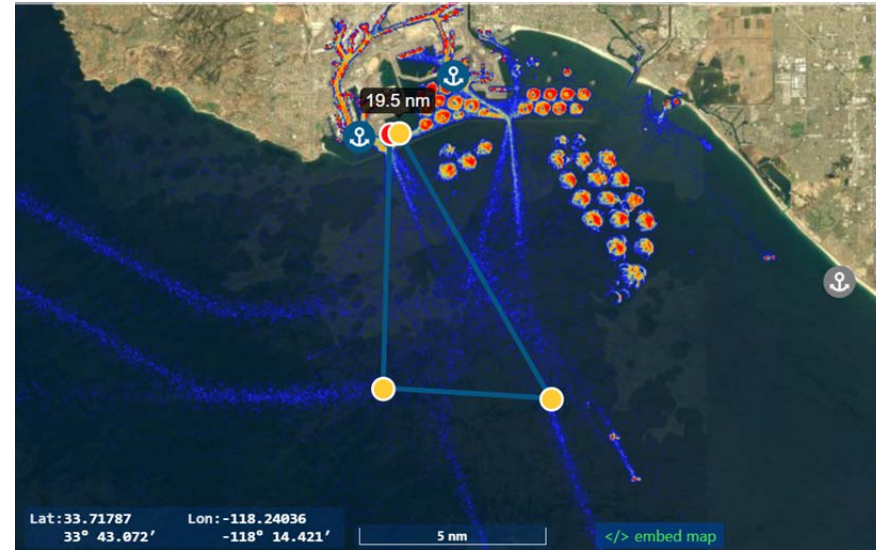 19.5 nm
Lat:33.71787 Lon:-118.24036
33° 43.072′ -118° 14.421′
5 nm
</> embed map